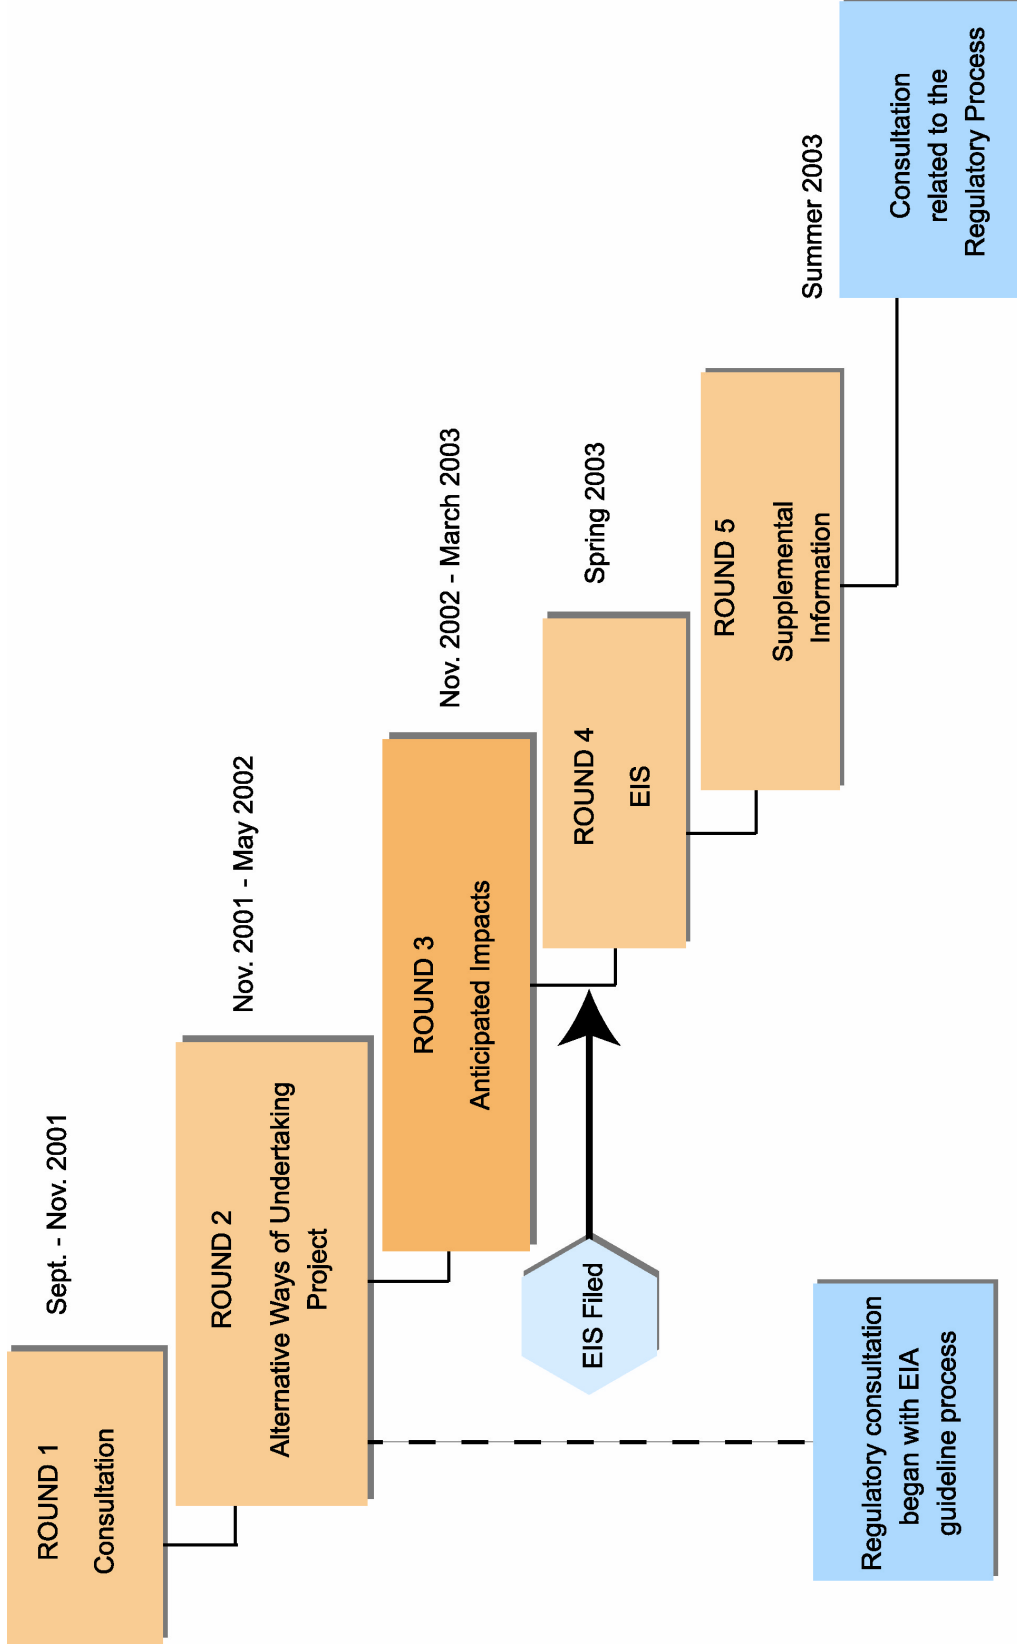 ROUND 1
Consultation
Sept. - Nov. 2001
ROUND 2
Alternative Ways of Undertaking
Project
Nov. 2001 - May 2002
ROUND 3
Anticipated Impacts
Nov. 2002 - March 2003
EIS Filed
ROUND 4
EIS
Spring 2003
ROUND 5
Supplemental
Information
Summer 2003
Regulatory consultation
began with EIA
guideline process
Consultation
related to the
Regulatory Process